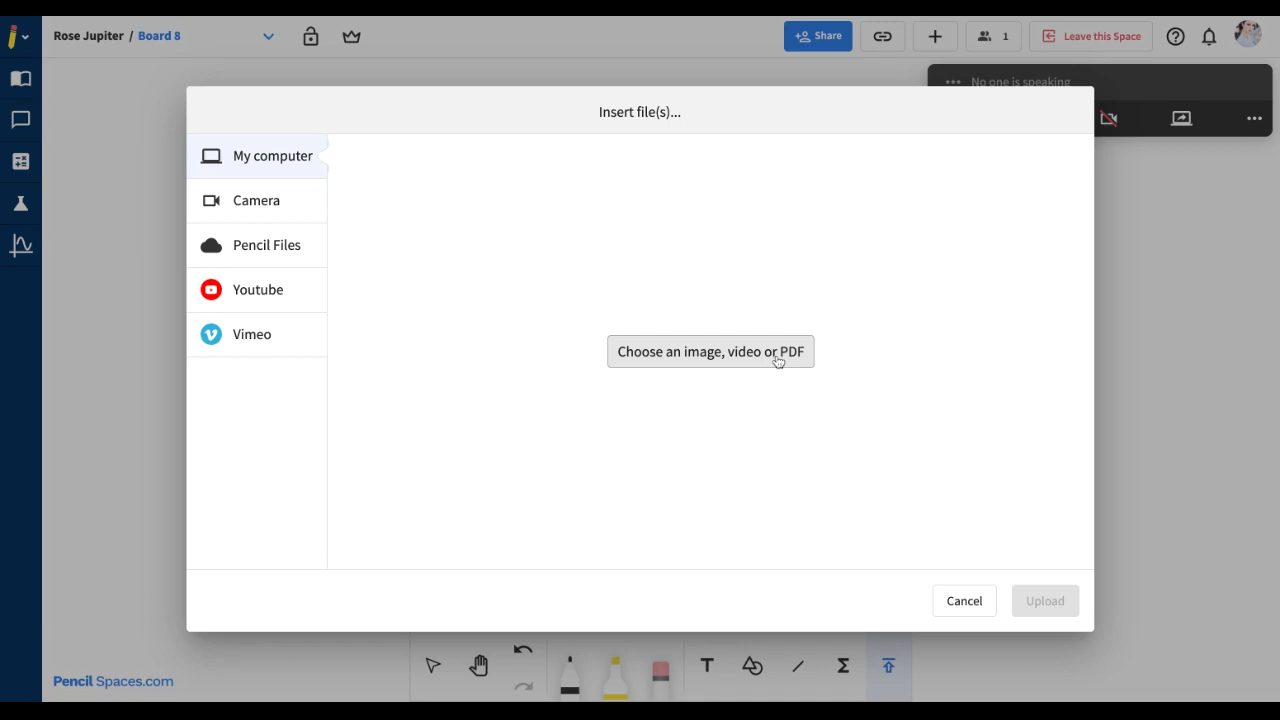 Rose Jupiter / Board 8
Share
1
Leave this Space
No one is speaking
Insert file(s)...
My computer
Camera
Pencil Files
Youtube
Vimeo
Choose an image, video or PDF
Cancel
Upload
T
Σ
Pencil Spaces.com